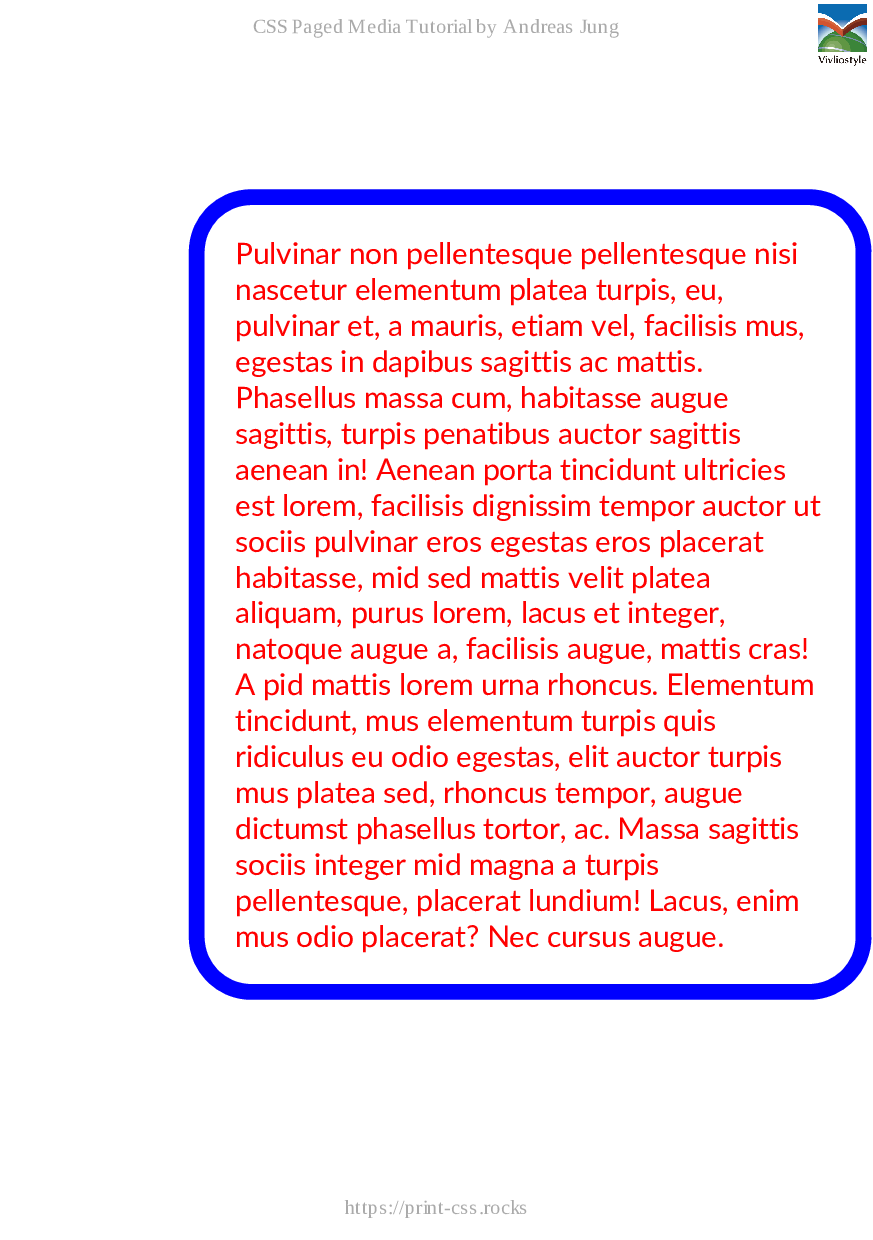 CSS Paged Media Tutorial by Andreas Jung
Vivliostyle
Pulvinar non pellentesque pellentesque nisi
nascetur elementum platea turpis, eu,
pulvinar et, a mauris, etiam vel, facilisis mus,
egestas in dapibus sagittis ac mattis.
Phasellus massa cum, habitasse augue
sagittis, turpis penatibus auctor sagittis
aenean in! Aenean porta tincidunt ultricies
est lorem, facilisis dignissim tempor auctor ut
sociis pulvinar eros egestas eros placerat
habitasse, mid sed mattis velit platea
aliquam, purus lorem, lacus et integer,
natoque augue a, facilisis augue, mattis cras!
A pid mattis lorem urna rhoncus. Elementum
tincidunt, mus elementum turpis quis
ridiculus eu odio egestas, elit auctor turpis
mus platea sed, rhoncus tempor, augue
dictumst phasellus tortor, ac. Massa sagittis
sociis integer mid magna a turpis
pellentesque, placerat lundium! Lacus, enim
mus odio placerat? Nec cursus augue.
https://print-css.rocks